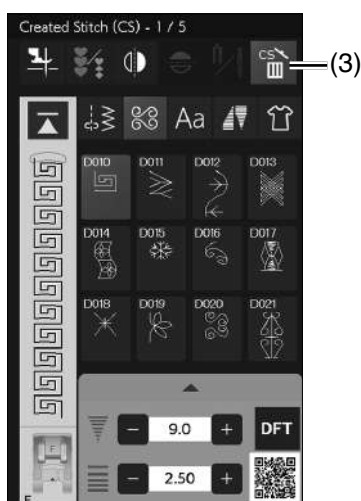 Created Stitch (CS) - 1 / 5
CS
(3)
Aa
D010 D011 D012 D013
D014 D015 D016 D017
D018 D019 D020 D021
− 9.0 + DFT
− 2.50 +
F